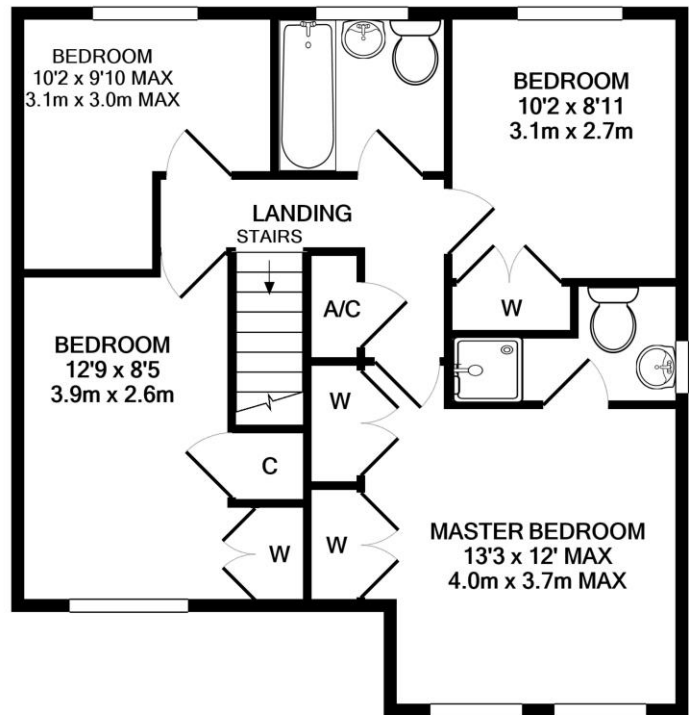 BEDROOM
10'2 x 9'10 MAX
3.1m x 3.0m MAX
BEDROOM
10'2 x 8'11
3.1m x 2.7m
LANDING
STAIRS
A/C
W
BEDROOM
12'9 x 8'5
3.9m x 2.6m
W
C
W
W
MASTER BEDROOM
13'3 x 12' MAX
4.0m x 3.7m MAX